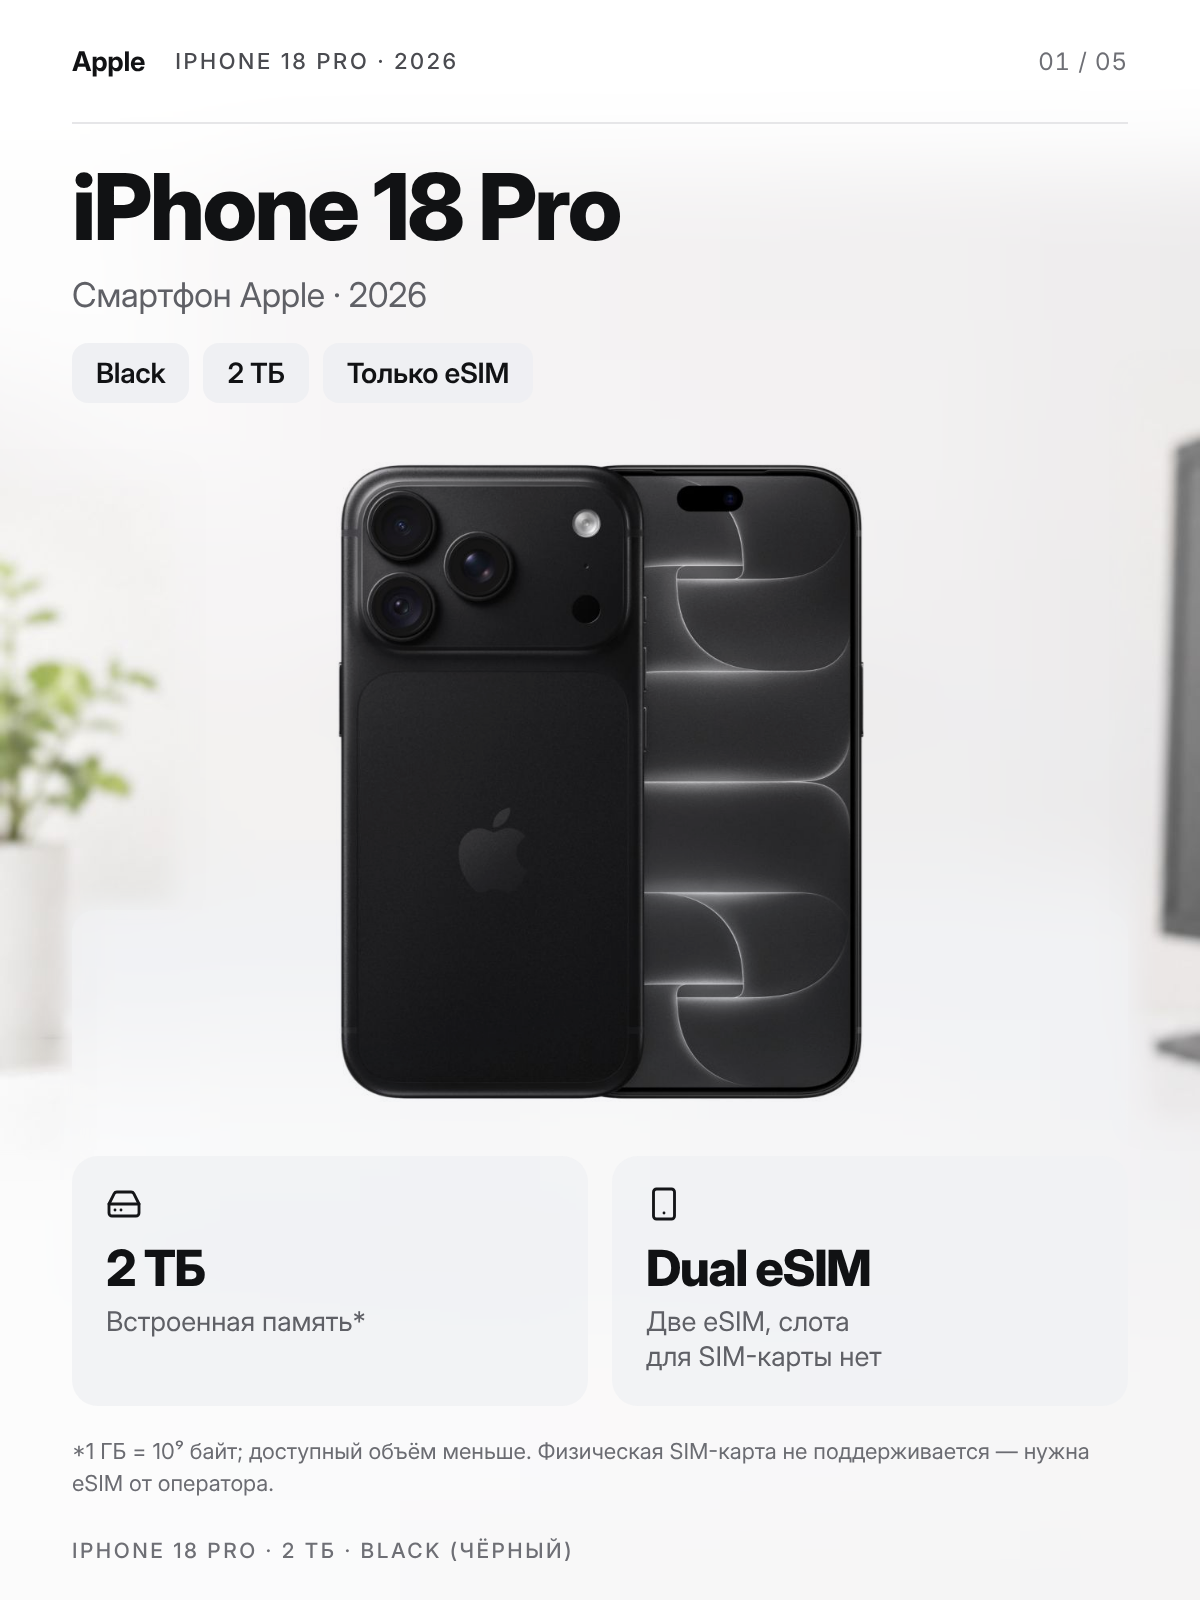 Apple IPHONE 18 PRO · 2026 01 / 05
iPhone 18 Pro
Смартфон Apple · 2026
Black 2 ТБ Только eSIM
2 ТБ
Встроенная память*
Dual eSIM
Две eSIM, слота
для SIM-карты нет
*1 ГБ = 10⁹ байт; доступный объём меньше. Физическая SIM-карта не поддерживается — нужна
eSIM от оператора.
IPHONE 18 PRO · 2 ТБ · BLACK (ЧЁРНЫЙ)